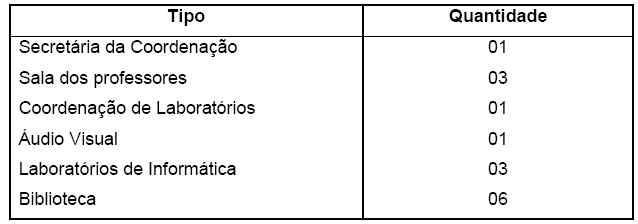 Tipo Quantidade
Secretária da Coordenação 01
Sala dos professores 03
Coordenação de Laboratórios 01
Áudio Visual 01
Laboratórios de Informática 03
Biblioteca 06